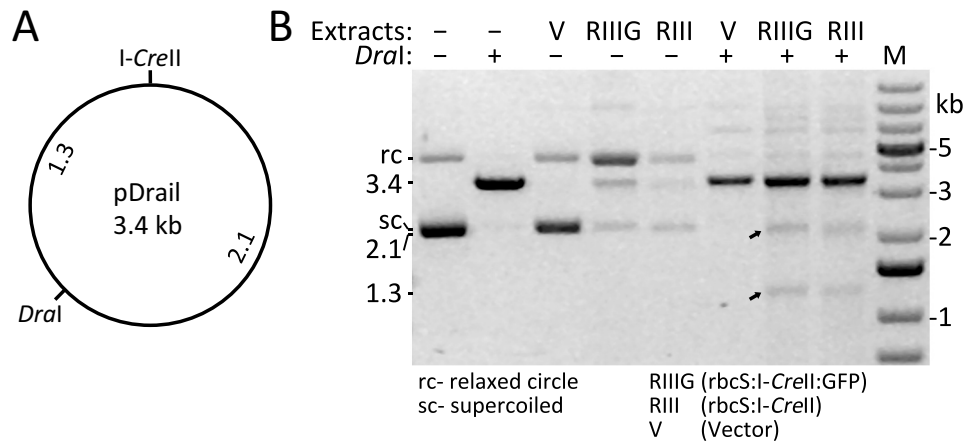 A
I-CreII
1.3
pDraiI
3.4 kb
2.1
DraI
B
Extracts: – – V RIIIG RIII V RIIIG RIII
DraI: – + – – – + + + M
kb
rc
-5
3.4
-3
sc
2.1
-2
1.3
-1
rc- relaxed circle
sc- supercoiled
RIIIG (rbcS:I-CreII:GFP)
RIII (rbcS:I-CreII)
V (Vector)